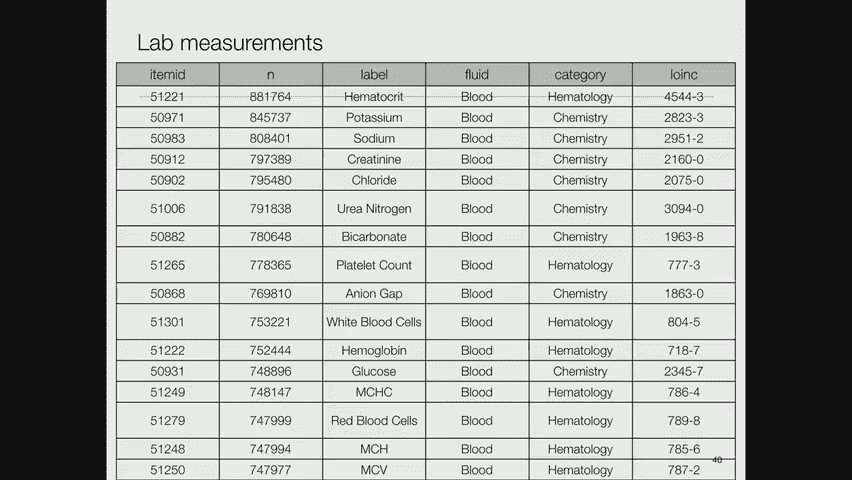 Lab measurements
itemid n label fluid category loinc
51221 881764 Hematocrit Blood Hematology 4544-3
50971 845737 Potassium Blood Chemistry 2823-3
50983 808401 Sodium Blood Chemistry 2951-2
50912 797389 Creatinine Blood Chemistry 2160-0
50902 795480 Chloride Blood Chemistry 2075-0
51006 791838 Urea Nitrogen Blood Chemistry 3094-0
50882 780648 Bicarbonate Blood Chemistry 1963-8
51265 778365 Platelet Count Blood Hematology 777-3
50868 769810 Anion Gap Blood Chemistry 1863-0
51301 753221 White Blood Cells Blood Hematology 804-5
51222 752444 Hemoglobin Blood Hematology 718-7
50931 748896 Glucose Blood Chemistry 2345-7
51249 748147 MCHC Blood Hematology 786-4
51279 747999 Red Blood Cells Blood Hematology 789-8
51248 747994 MCH Blood Hematology 785-6
40
51250 747977 MCV Blood Hematology 787-2